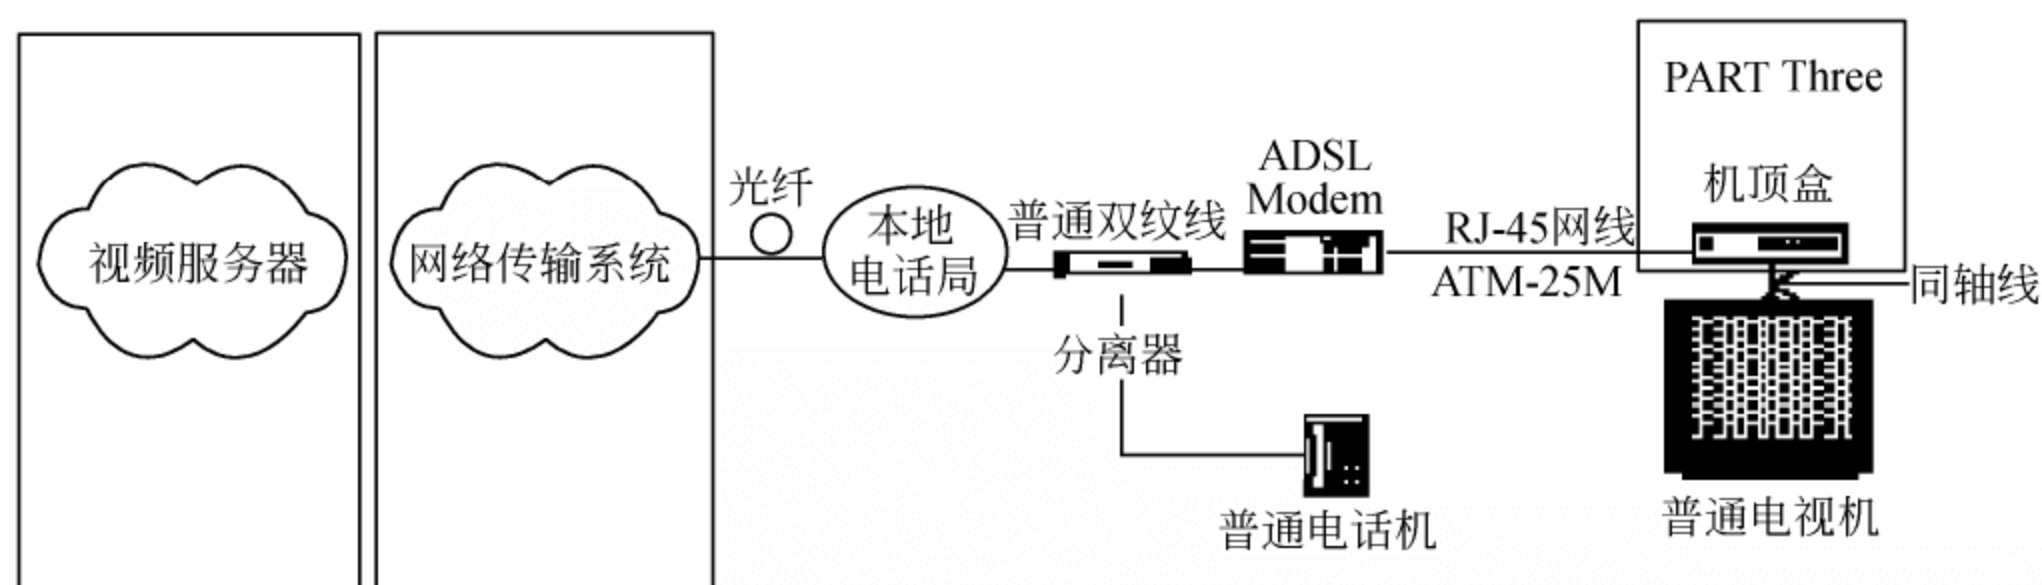 视频服务器
网络传输系统
光纤
本地
电话局
普通双纹线
分离器
普通电话机
ADSL
Modem
RJ-45网线
ATM-25M
PART Three
机顶盒
同轴线
普通电视机